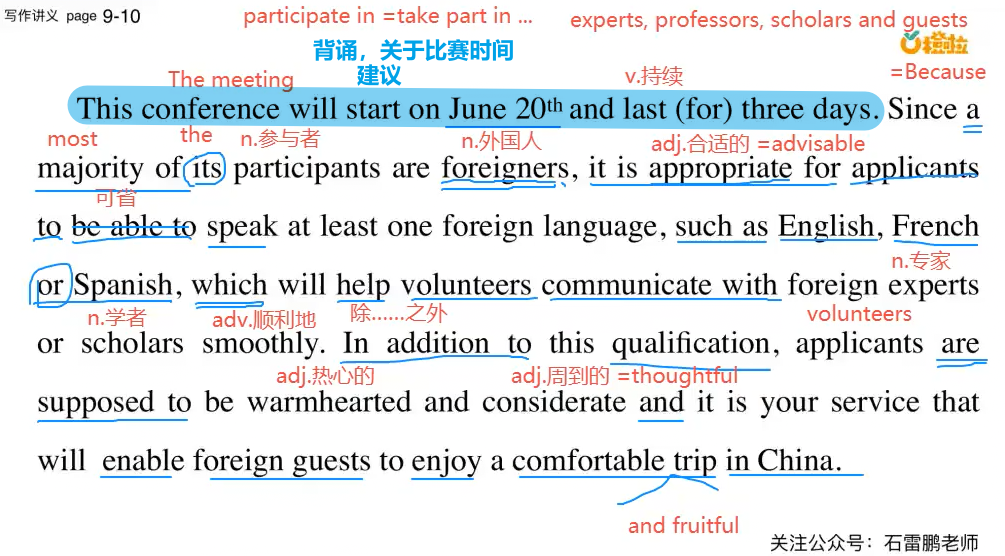 写作讲义 page 9-10
participate in =take part in ...
experts, professors, scholars and guests
橙啦
背诵，关于比赛时间
建议
The meeting
v.持续
=Because
This conference will start on June 20th and last (for) three days. Since a
most
the
n.参与者
n.外国人
adj.合适的 =advisable
majority of its participants are foreigners, it is appropriate for applicants
可省
to be able to speak at least one foreign language, such as English, French
n.专家
or Spanish, which will help volunteers communicate with foreign experts
n.学者
adv.顺利地
除……之外
volunteers
or scholars smoothly. In addition to this qualification, applicants are
adj.热心的
adj.周到的 =thoughtful
supposed to be warmhearted and considerate and it is your service that
will enable foreign guests to enjoy a comfortable trip in China.
and fruitful
关注公众号：石雷鹏老师